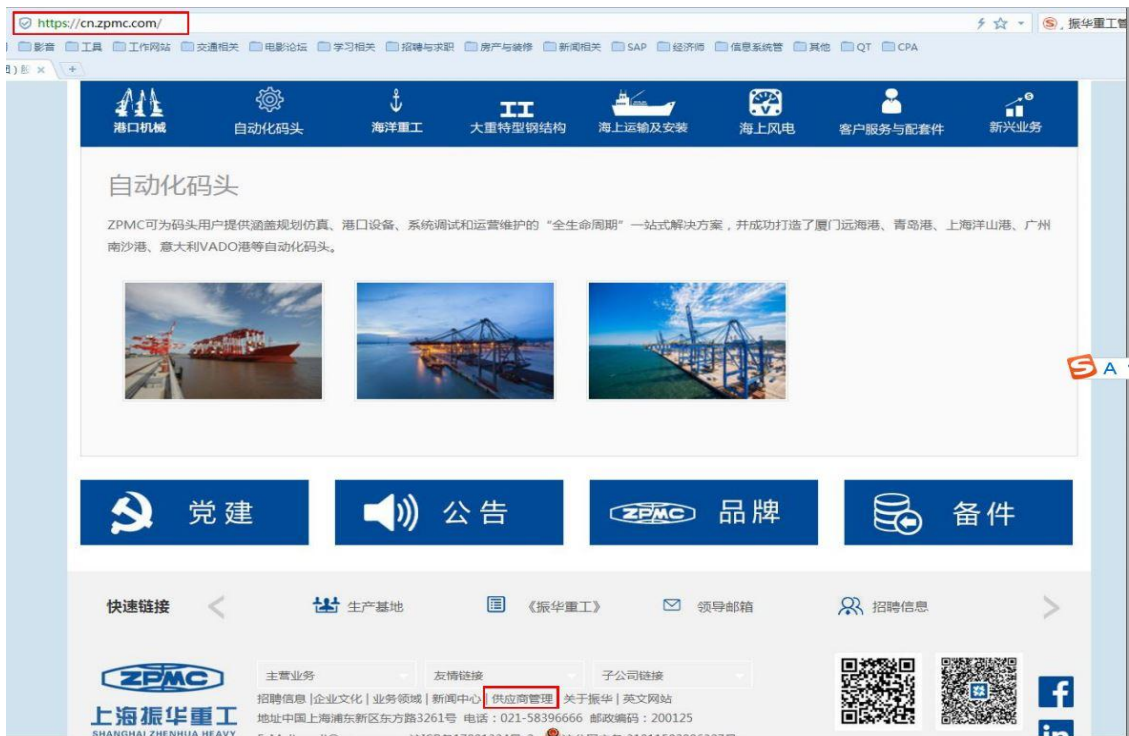 https://cn.zpmc.com/
振华重工管
影音 工具 工作网站 交通相关 电影论坛 学习相关 招聘与求职 房产与装修 新闻相关 SAP 经济师 信息系统管 其他 QT CPA
港口机械 自动化码头 海洋重工 大重特型钢结构 海上运输及安装 海上风电 客户服务与配套件 新兴业务
自动化码头
ZPMC可为码头用户提供涵盖规划仿真、港口设备、系统调试和运营维护的“全生命周期”一站式解决方案，并成功打造了厦门远海港、青岛港、上海洋山港、广州
南沙港、意大利VADO港等自动化码头。
A
党建 公告 ZPMC 品牌 备件
快速链接 生产基地 《振华重工》 领导邮箱 招聘信息
主营业务 友情链接 子公司链接
ZPMC
招聘信息 |企业文化 | 业务领域 | 新闻中心 | 供应商管理 | 关于振华 | 英文网站
上海振华重工
地址中国上海浦东新区东方路3261号 电话：021-58396666 邮政编码：200125
SHANGHAI ZHENHUA HEAVY